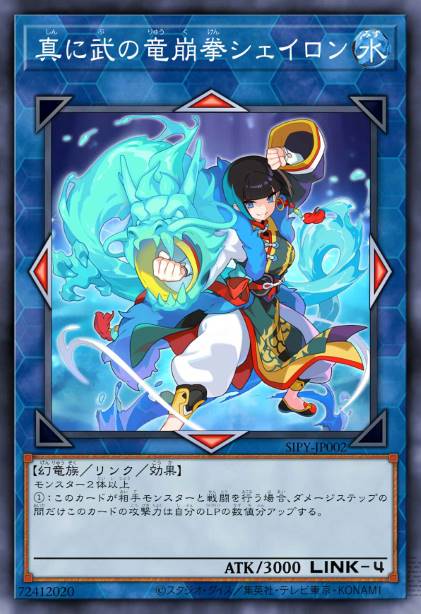 真に武の竜崩拳シェイロン 水
SIPY-JP002
【幻竜族／リンク／効果】
モンスター２体以上
①：このカードが相手モンスターと戦闘を行う場合、ダメージステップの
間だけこのカードの攻撃力は自分のLPの数値分アップする。
ATK/3000 LINK-4
72412020 ©スタジオ・ダイス／集英社・テレビ東京・KONAMI